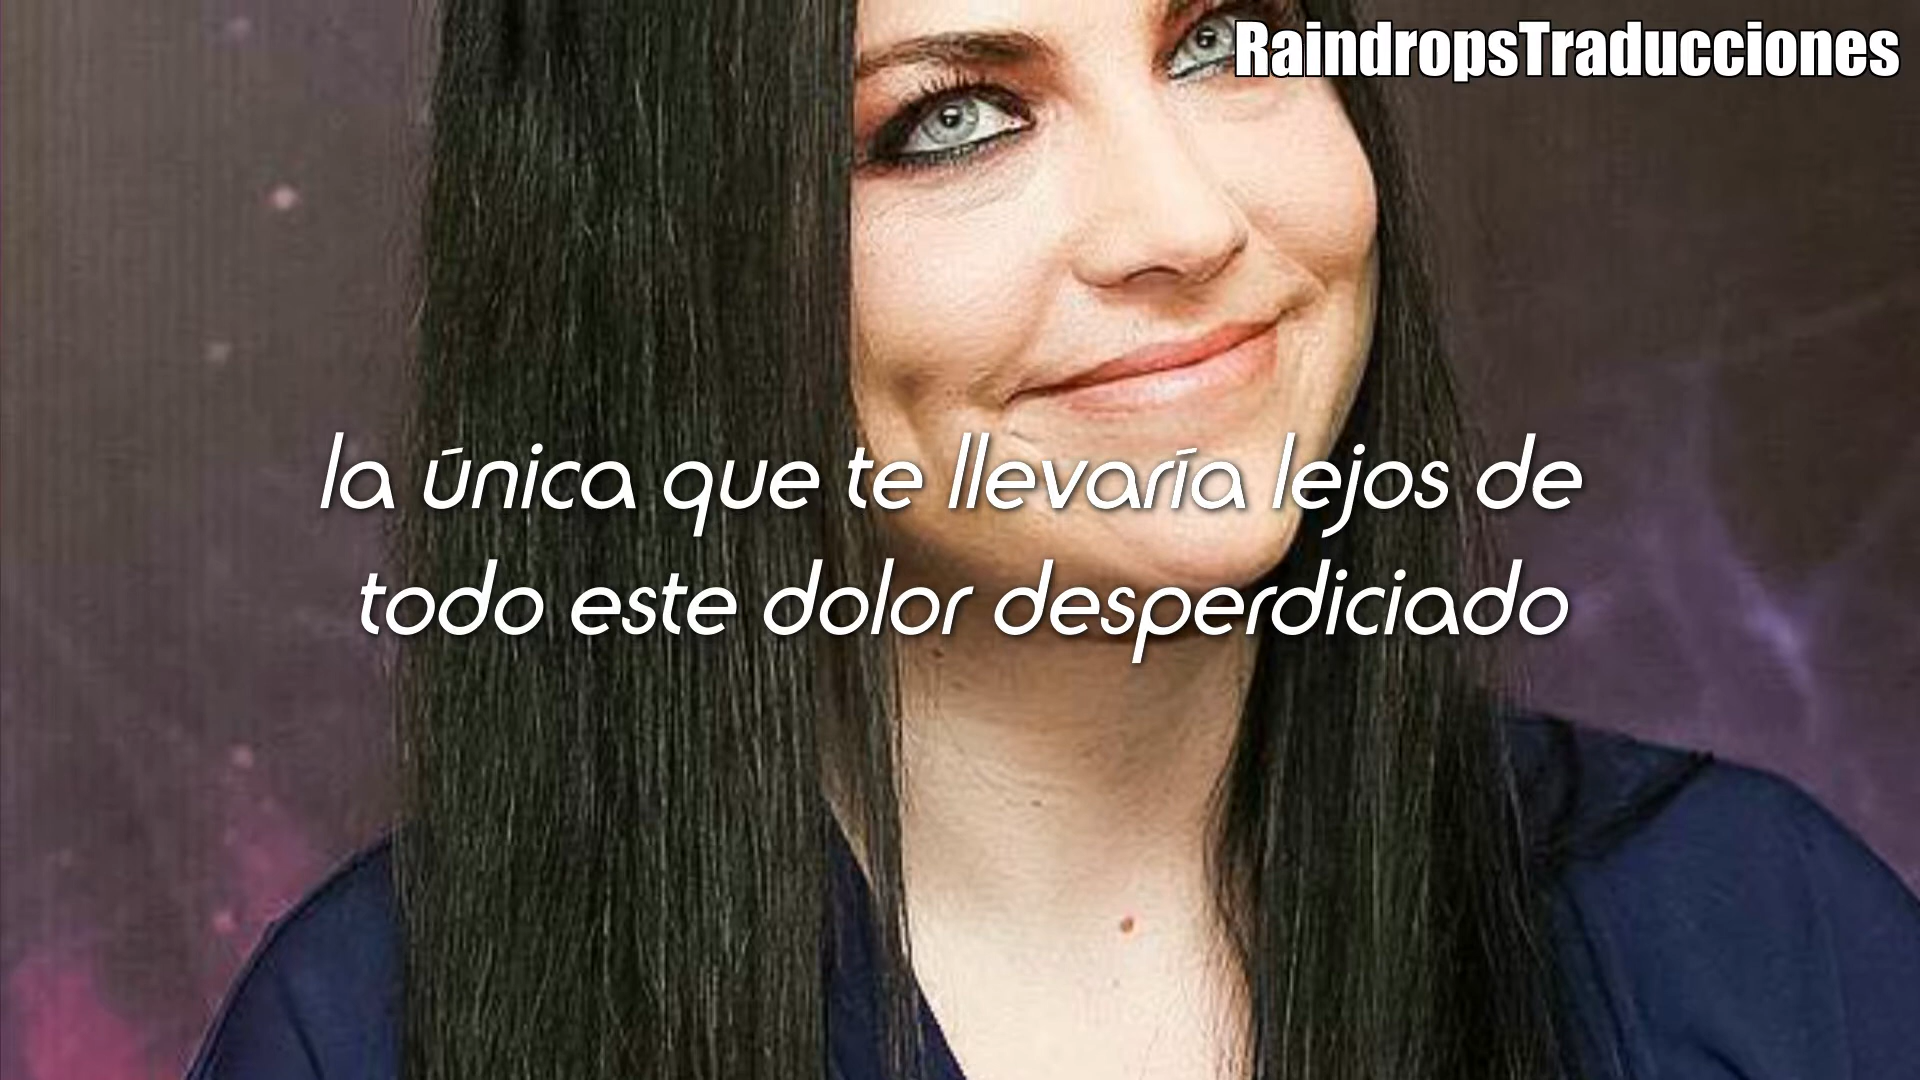 RaindropsTraducciones
la única que te llevaría lejos de
todo este dolor desperdiciado